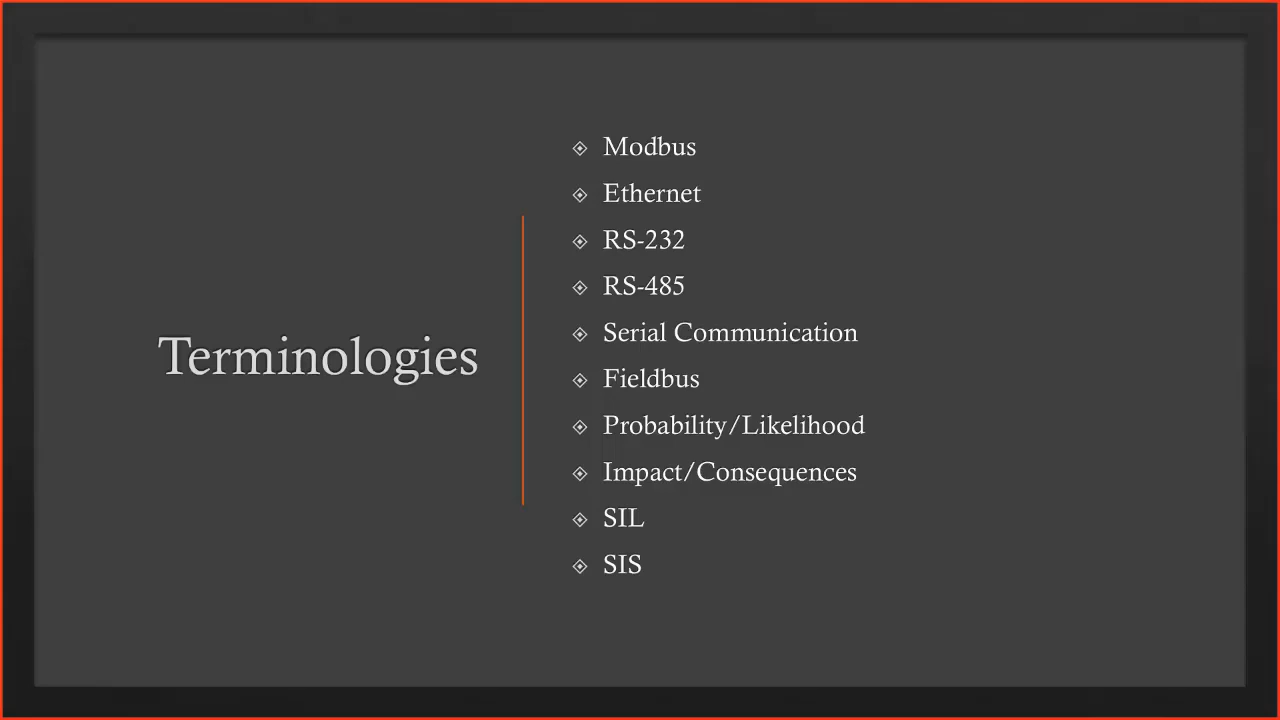 Terminologies
Modbus
Ethernet
RS-232
RS-485
Serial Communication
Fieldbus
Probability/Likelihood
Impact/Consequences
SIL
SIS